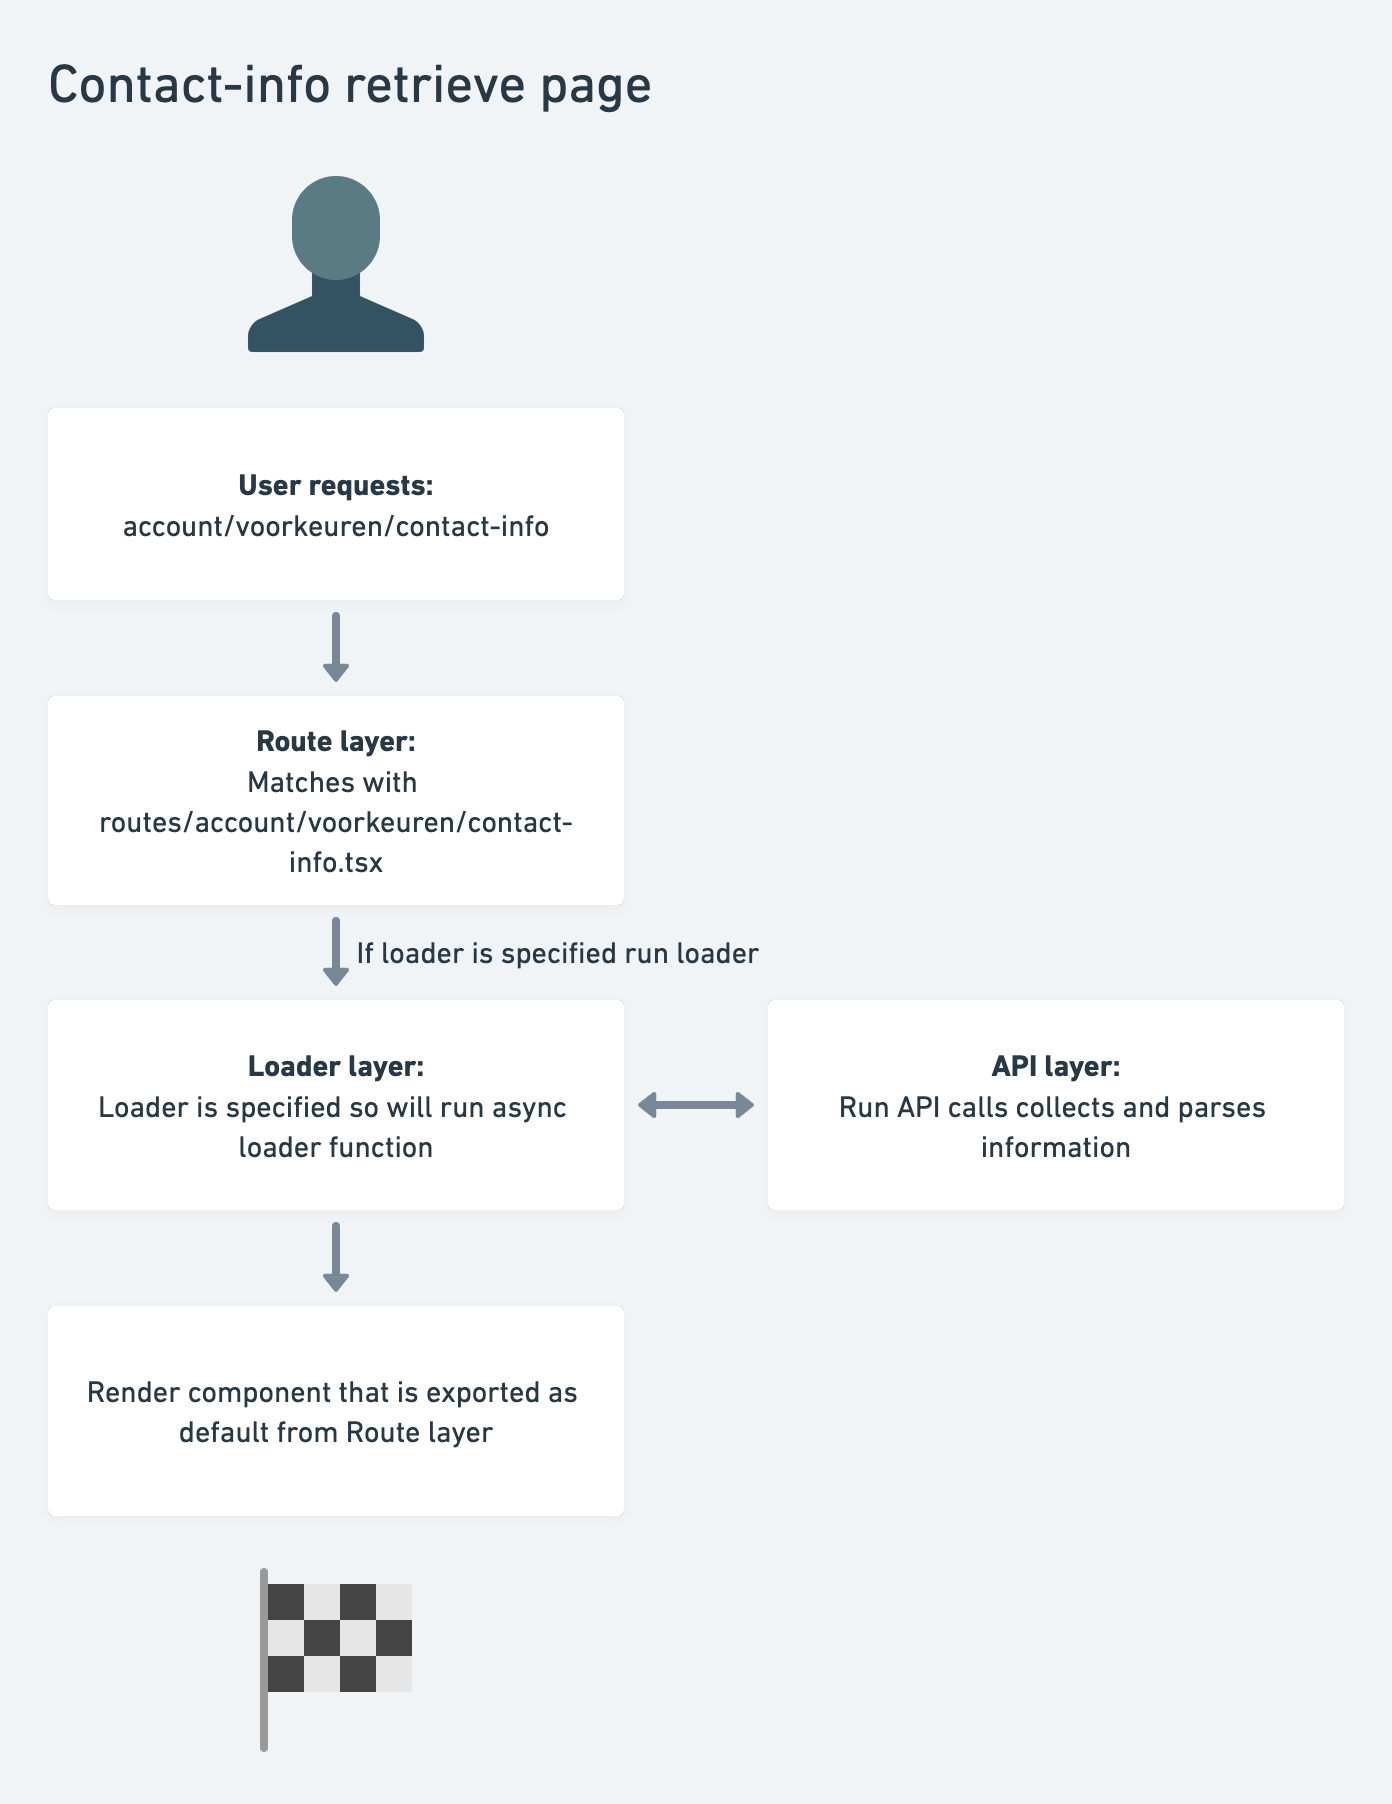 Contact-info retrieve page
User requests:
account/voorkeuren/contact-info
Route layer:
Matches with
routes/account/voorkeuren/contact-
info.tsx
If loader is specified run loader
Loader layer:
Loader is specified so will run async
loader function
API layer:
Run API calls collects and parses
information
Render component that is exported as
default from Route layer